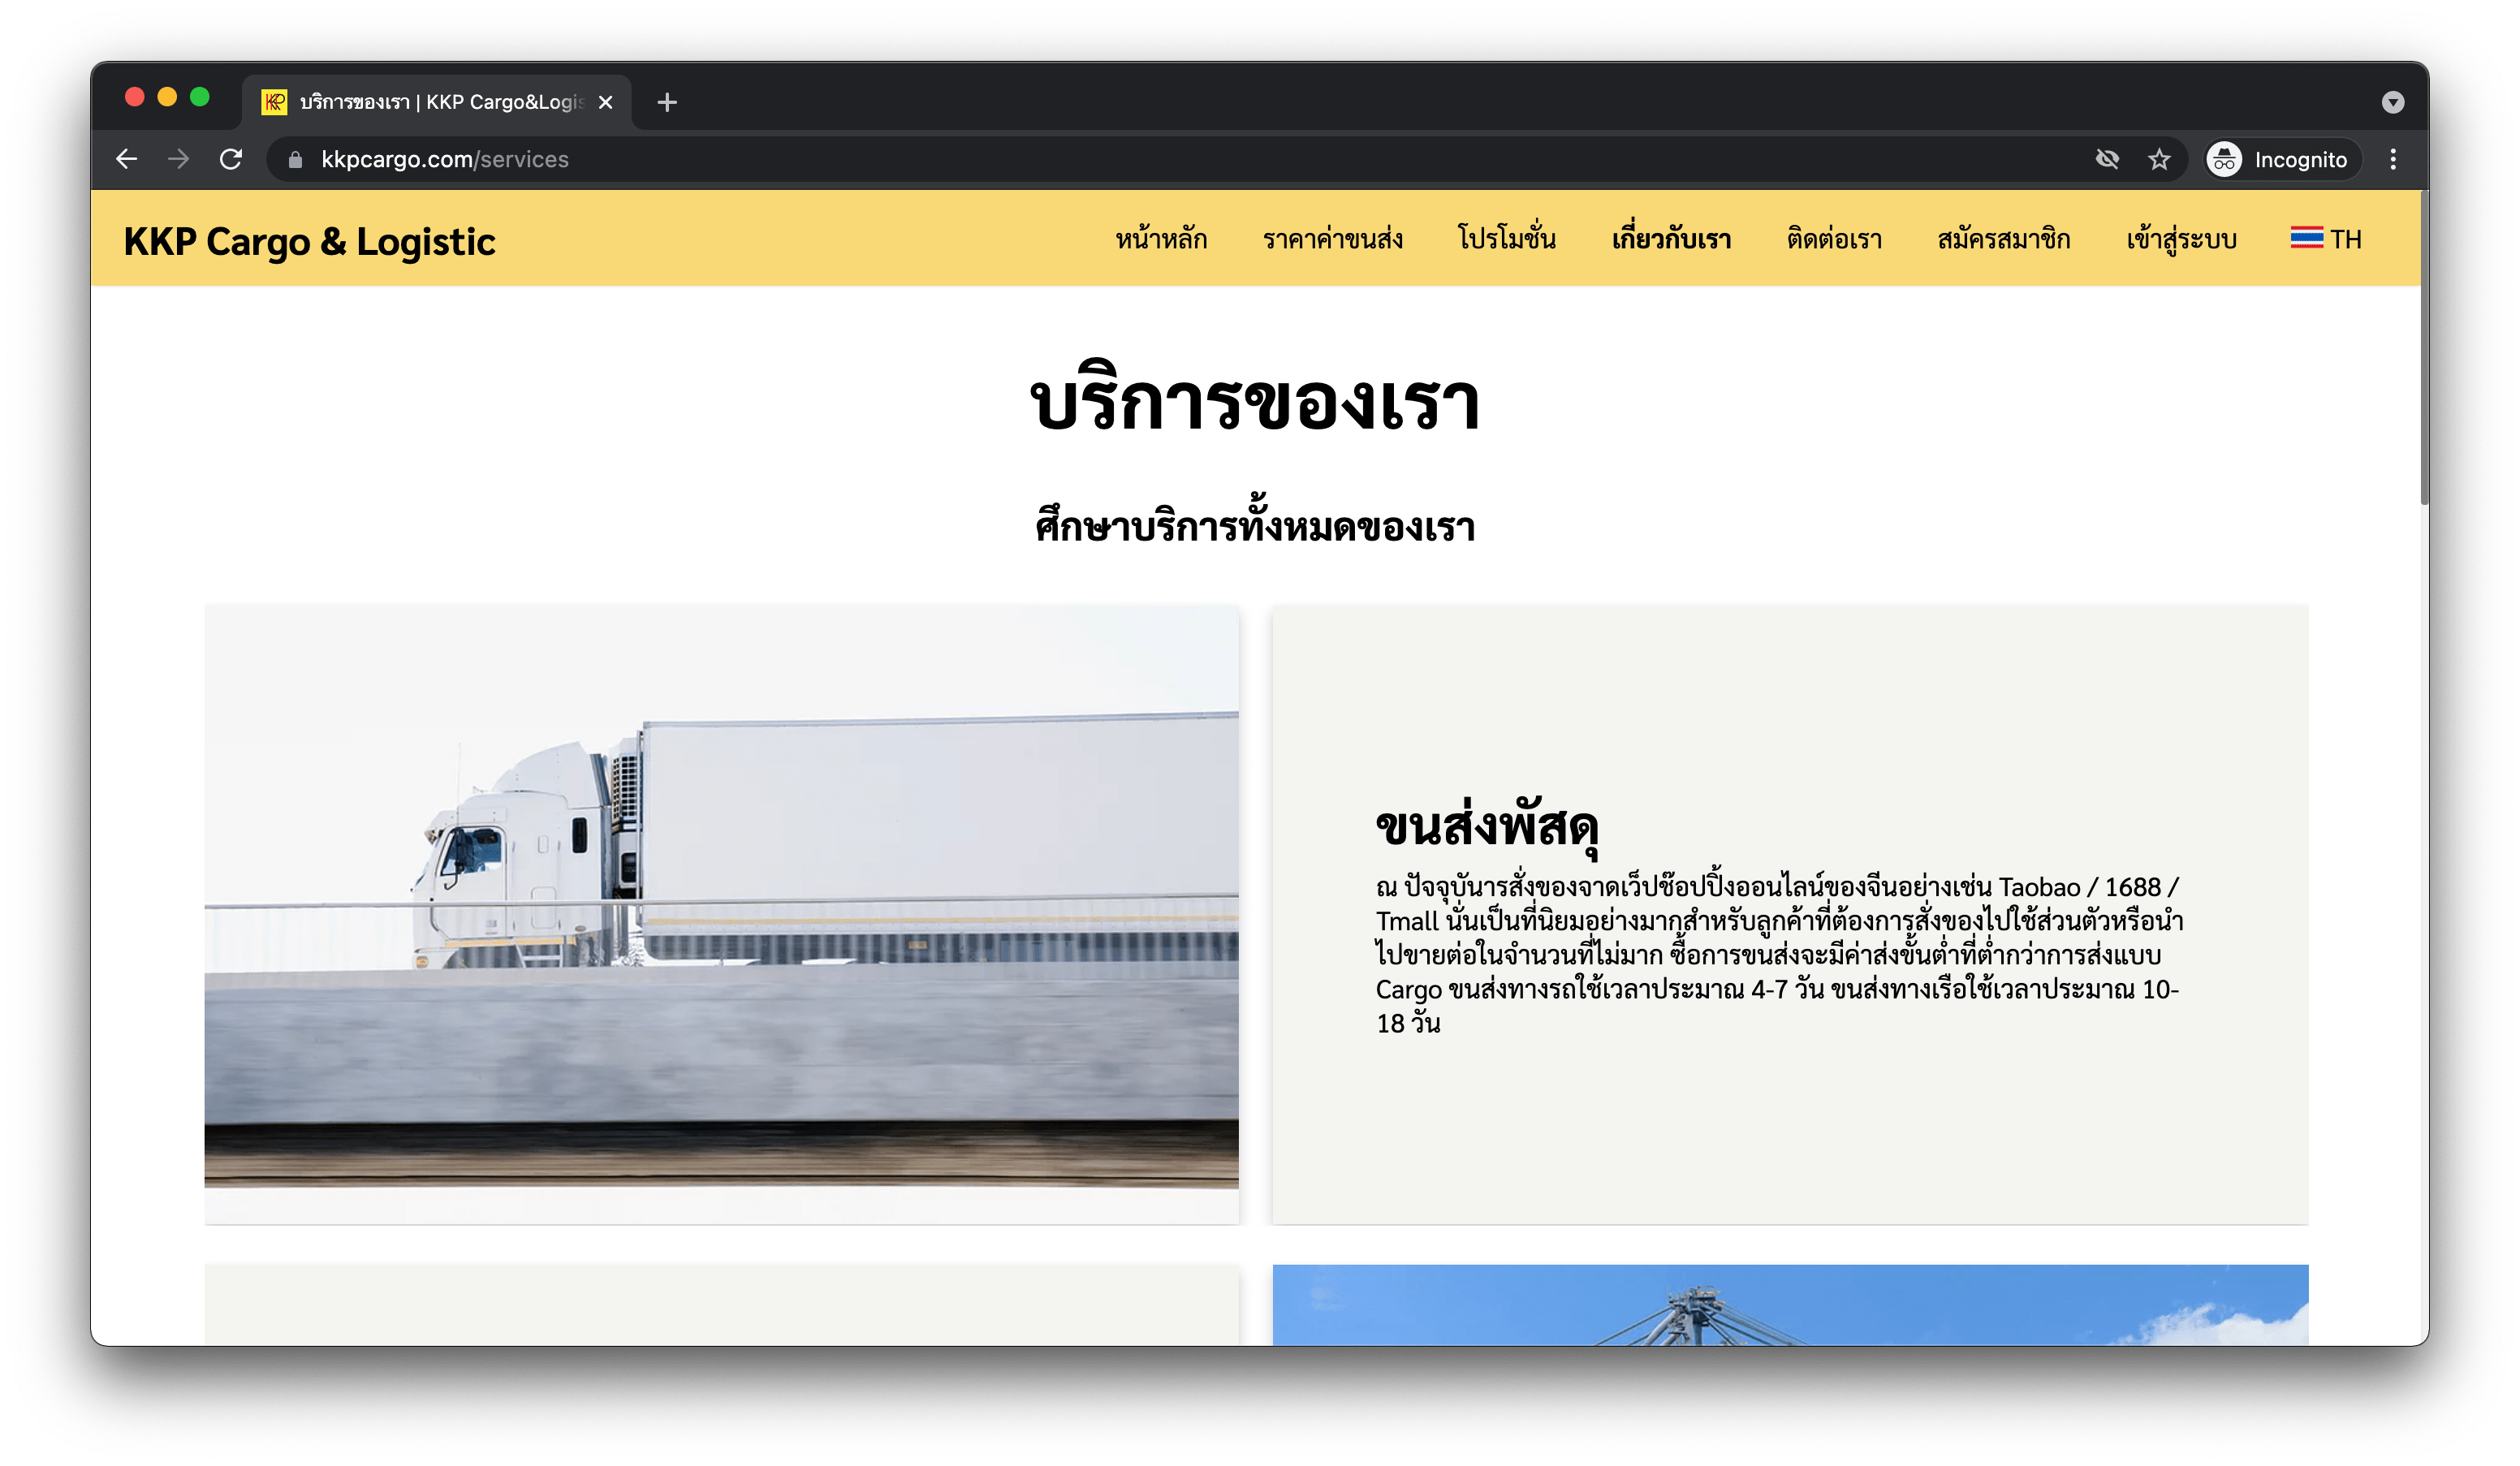 บริการของเรา | KKP Cargo&Logis
kkpcargo.com/services
Incognito
KKP Cargo & Logistic
หน้าหลัก
ราคาค่าขนส่ง
โปรโมชั่น
เกี่ยวกับเรา
ติดต่อเรา
สมัครสมาชิก
เข้าสู่ระบบ
TH
บริการของเรา
ศึกษาบริการทั้งหมดของเรา
ขนส่งพัสดุ
ณ ปัจจุบันารสั่งของจาดเว็ปช๊อปปิ้งออนไลน์ของจีนอย่างเช่น Taobao / 1688 /
Tmall นั่นเป็นที่นิยมอย่างมากสำหรับลูกค้าที่ต้องการสั่งของไปใช้ส่วนตัวหรือนำ
ไปขายต่อในจำนวนที่ไม่มาก ซื้อการขนส่งจะมีค่าส่งขั้นต่ำที่ต่ำกว่าการส่งแบบ
Cargo ขนส่งทางรถใช้เวลาประมาณ 4-7 วัน ขนส่งทางเรือใช้เวลาประมาณ 10-
18 วัน